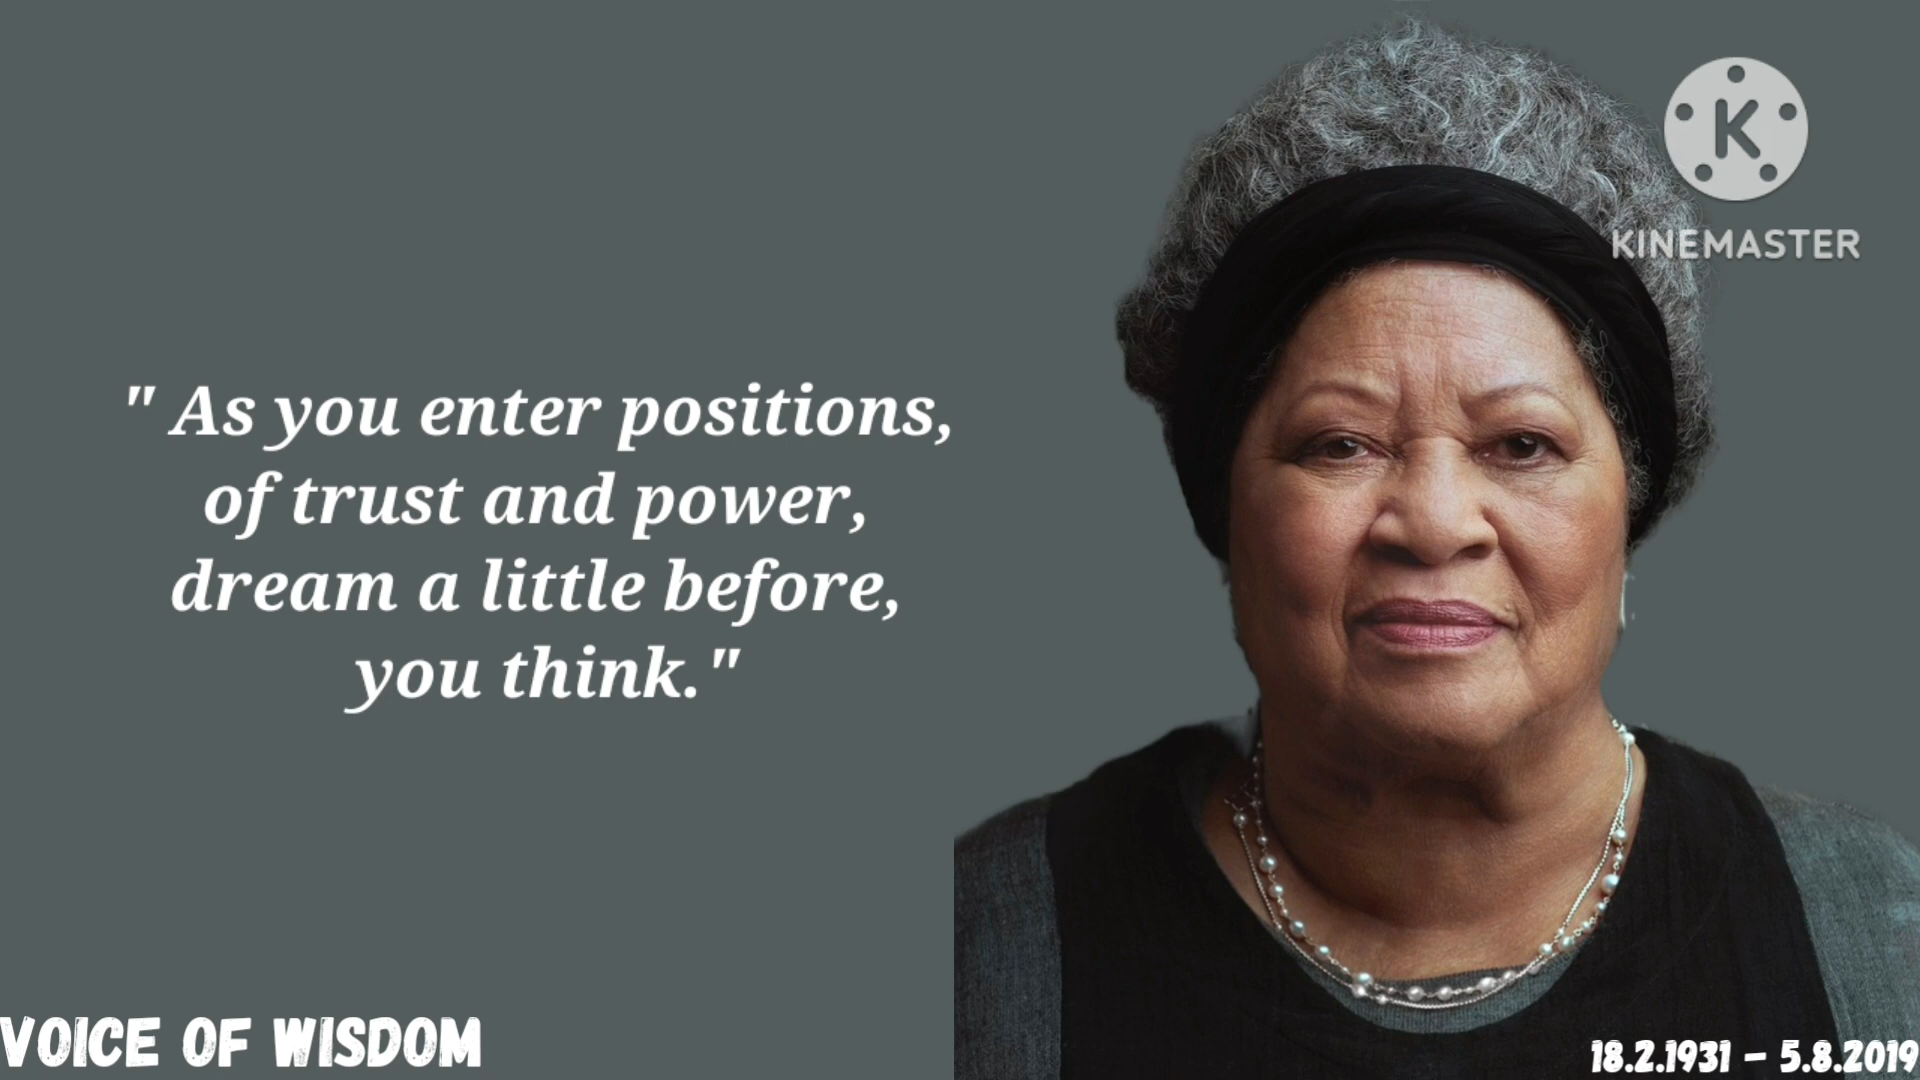 " As you enter positions,
of trust and power,
dream a little before,
you think."
K
KINEMASTER
VOICE OF WISDOM
18.2.1931 – 5.8.2019